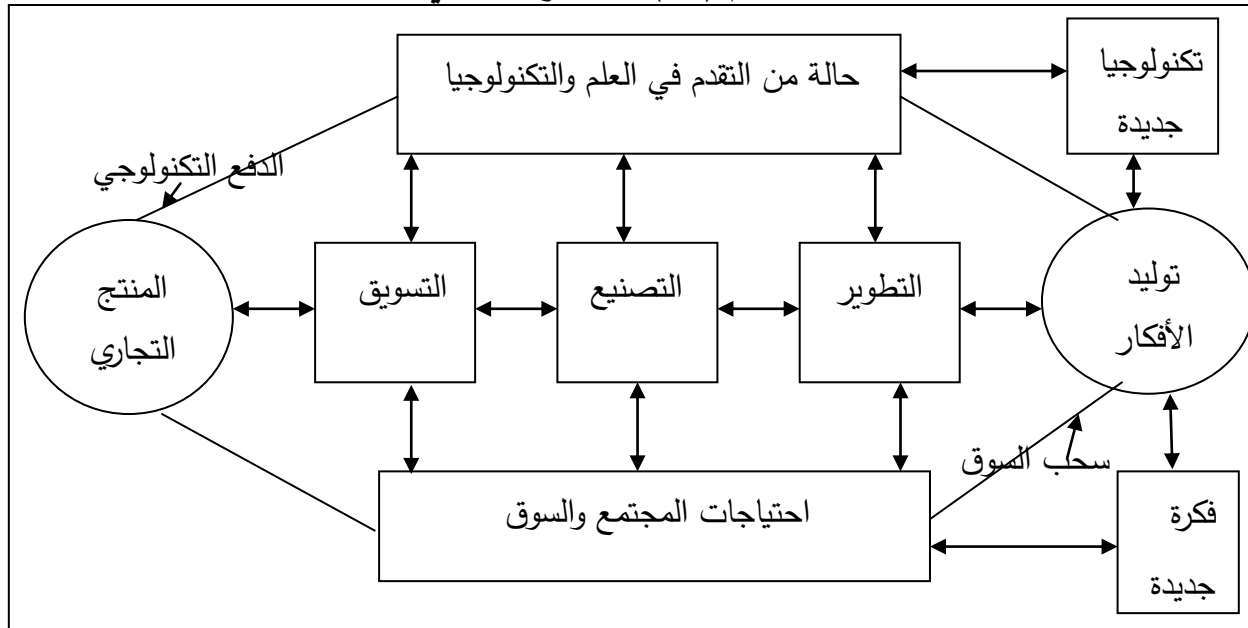 حالة من التقدم في العلم والتكنولوجيا
تكنولوجيا
جديدة
الدفع التكنولوجي
توليد
الأفكار
التطوير
التصنيع
التسويق
المنتج
التجاري
سحب السوق
احتياجات المجتمع والسوق
فكرة
جديدة